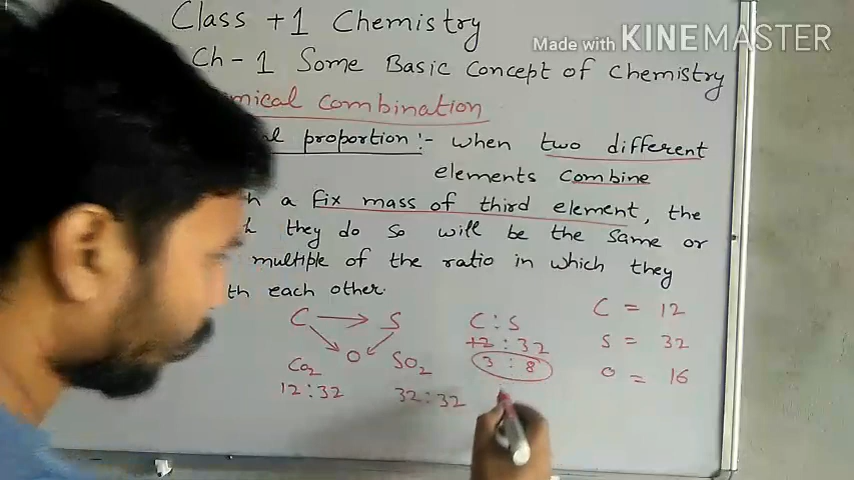 Class +1 Chemistry
Made with KINEMASTER
Ch - 1 Some Basic Concept of Chemistry
mical Combination
al proportion :- when two different
elements combine
h a fix mass of third element, the
they do so will be the same or
multiple of the ratio in which they
th each other.
C S C : S C = 12
12 : 32 S = 32
O 3 : 8 O = 16
CO2 SO2
12 : 32 32 : 32